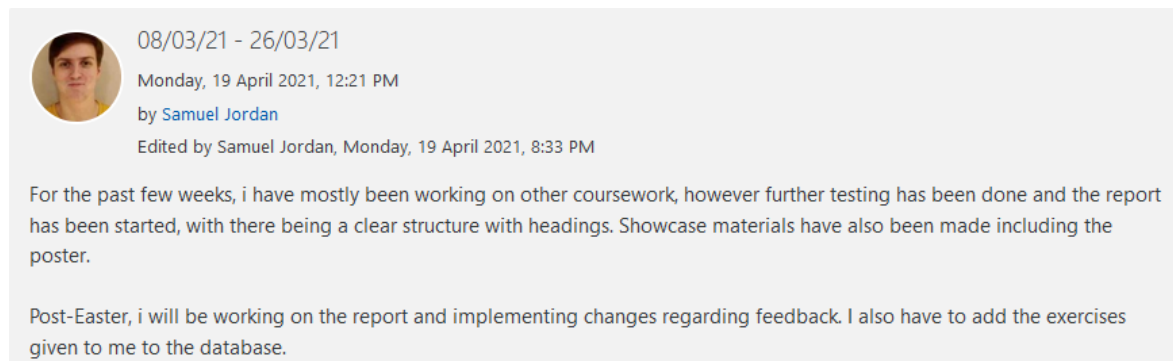 08/03/21 - 26/03/21
Monday, 19 April 2021, 12:21 PM
by Samuel Jordan
Edited by Samuel Jordan, Monday, 19 April 2021, 8:33 PM
For the past few weeks, i have mostly been working on other coursework, however further testing has been done and the report
has been started, with there being a clear structure with headings. Showcase materials have also been made including the
poster.
Post-Easter, i will be working on the report and implementing changes regarding feedback. I also have to add the exercises
given to me to the database.